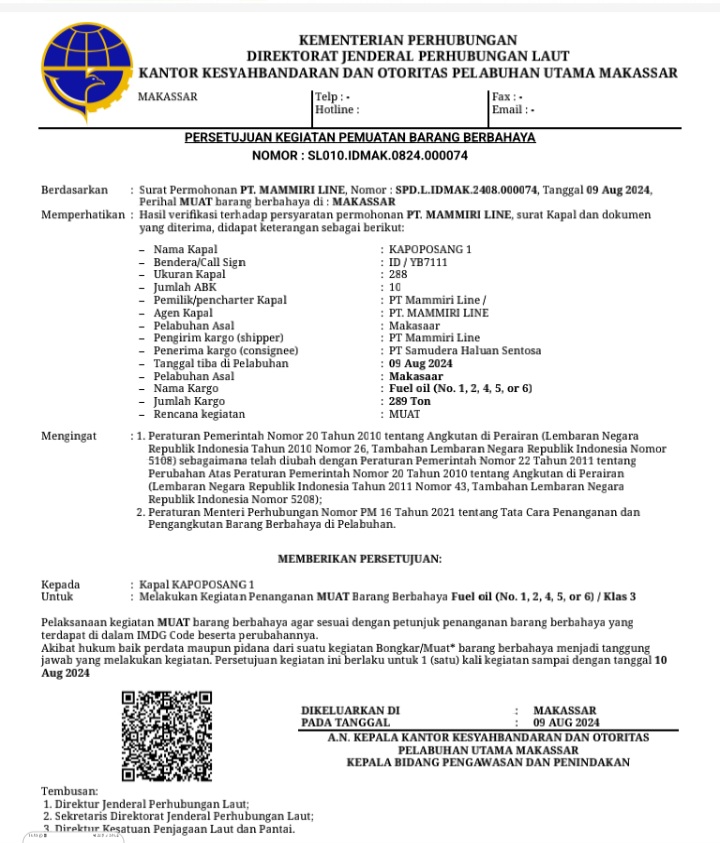 KEMENTERIAN PERHUBUNGAN
DIREKTORAT JENDERAL PERHUBUNGAN LAUT
KANTOR KESYAHBANDARAN DAN OTORITAS PELABUHAN UTAMA MAKASSAR
MAKASSAR Telp : - Fax : -
Hotline : Email : -
PERSETUJUAN KEGIATAN PEMUATAN BARANG BERBAHAYA
NOMOR : SL010.IDMAK.0824.000074
Berdasarkan : Surat Permohonan PT. MAMMIRI LINE, Nomor : SPD.L.IDMAK.2408.000074, Tanggal 09 Aug 2024,
Perihal MUAT barang berbahaya di : MAKASSAR
Memperhatikan : Hasil verifikasi terhadap persyaratan permohonan PT. MAMMIRI LINE, surat Kapal dan dokumen
yang diterima, didapat keterangan sebagai berikut:
– Nama Kapal : KAPOPOSANG 1
– Bendera/Call Sign : ID / YB7111
– Ukuran Kapal : 288
– Jumlah ABK : 10
– Pemilik/pencharter Kapal : PT Mammiri Line /
– Agen Kapal : PT. MAMMIRI LINE
– Pelabuhan Asal : Makasaar
– Pengirim kargo (shipper) : PT Mammiri Line
– Penerima kargo (consignee) : PT Samudera Haluan Sentosa
– Tanggal tiba di Pelabuhan : 09 Aug 2024
– Pelabuhan Asal : Makasaar
– Nama Kargo : Fuel oil (No. 1, 2, 4, 5, or 6)
– Jumlah Kargo : 289 Ton
– Rencana kegiatan : MUAT
Mengingat : 1. Peraturan Pemerintah Nomor 20 Tahun 2010 tentang Angkutan di Perairan (Lembaran Negara
Republik Indonesia Tahun 2010 Nomor 26, Tambahan Lembaran Negara Republik Indonesia Nomor
5108) sebagaimana telah diubah dengan Peraturan Pemerintah Nomor 22 Tahun 2011 tentang
Perubahan Atas Peraturan Pemerintah Nomor 20 Tahun 2010 tentang Angkutan di Perairan
(Lembaran Negara Republik Indonesia Tahun 2011 Nomor 43, Tambahan Lembaran Negara
Republik Indonesia Nomor 5208);
2. Peraturan Menteri Perhubungan Nomor PM 16 Tahun 2021 tentang Tata Cara Penanganan dan
Pengangkutan Barang Berbahaya di Pelabuhan.
MEMBERIKAN PERSETUJUAN:
Kepada : Kapal KAPOPOSANG 1
Untuk : Melakukan Kegiatan Penanganan MUAT Barang Berbahaya Fuel oil (No. 1, 2, 4, 5, or 6) / Klas 3
Pelaksanaan kegiatan MUAT barang berbahaya agar sesuai dengan petunjuk penanganan barang berbahaya yang
terdapat di dalam IMDG Code beserta perubahannya.
Akibat hukum baik perdata maupun pidana dari suatu kegiatan Bongkar/Muat* barang berbahaya menjadi tanggung
jawab yang melakukan kegiatan. Persetujuan kegiatan ini berlaku untuk 1 (satu) kali kegiatan sampai dengan tanggal 10
Aug 2024
DIKELUARKAN DI : MAKASSAR
PADA TANGGAL : 09 AUG 2024
A.N. KEPALA KANTOR KESYAHBANDARAN DAN OTORITAS
PELABUHAN UTAMA MAKASSAR
KEPALA BIDANG PENGAWASAN DAN PENINDAKAN
Tembusan:
1. Direktur Jenderal Perhubungan Laut;
2. Sekretaris Direktorat Jenderal Perhubungan Laut;
3. Direktur Kesatuan Penjagaan Laut dan Pantai.